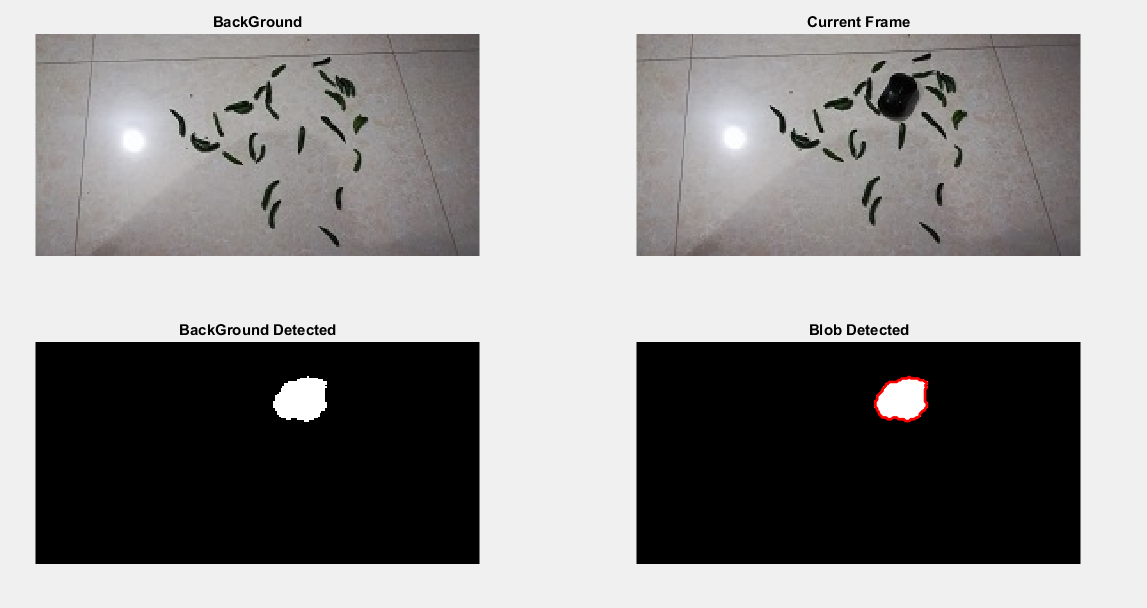 BackGround
Current Frame
BackGround Detected
Blob Detected